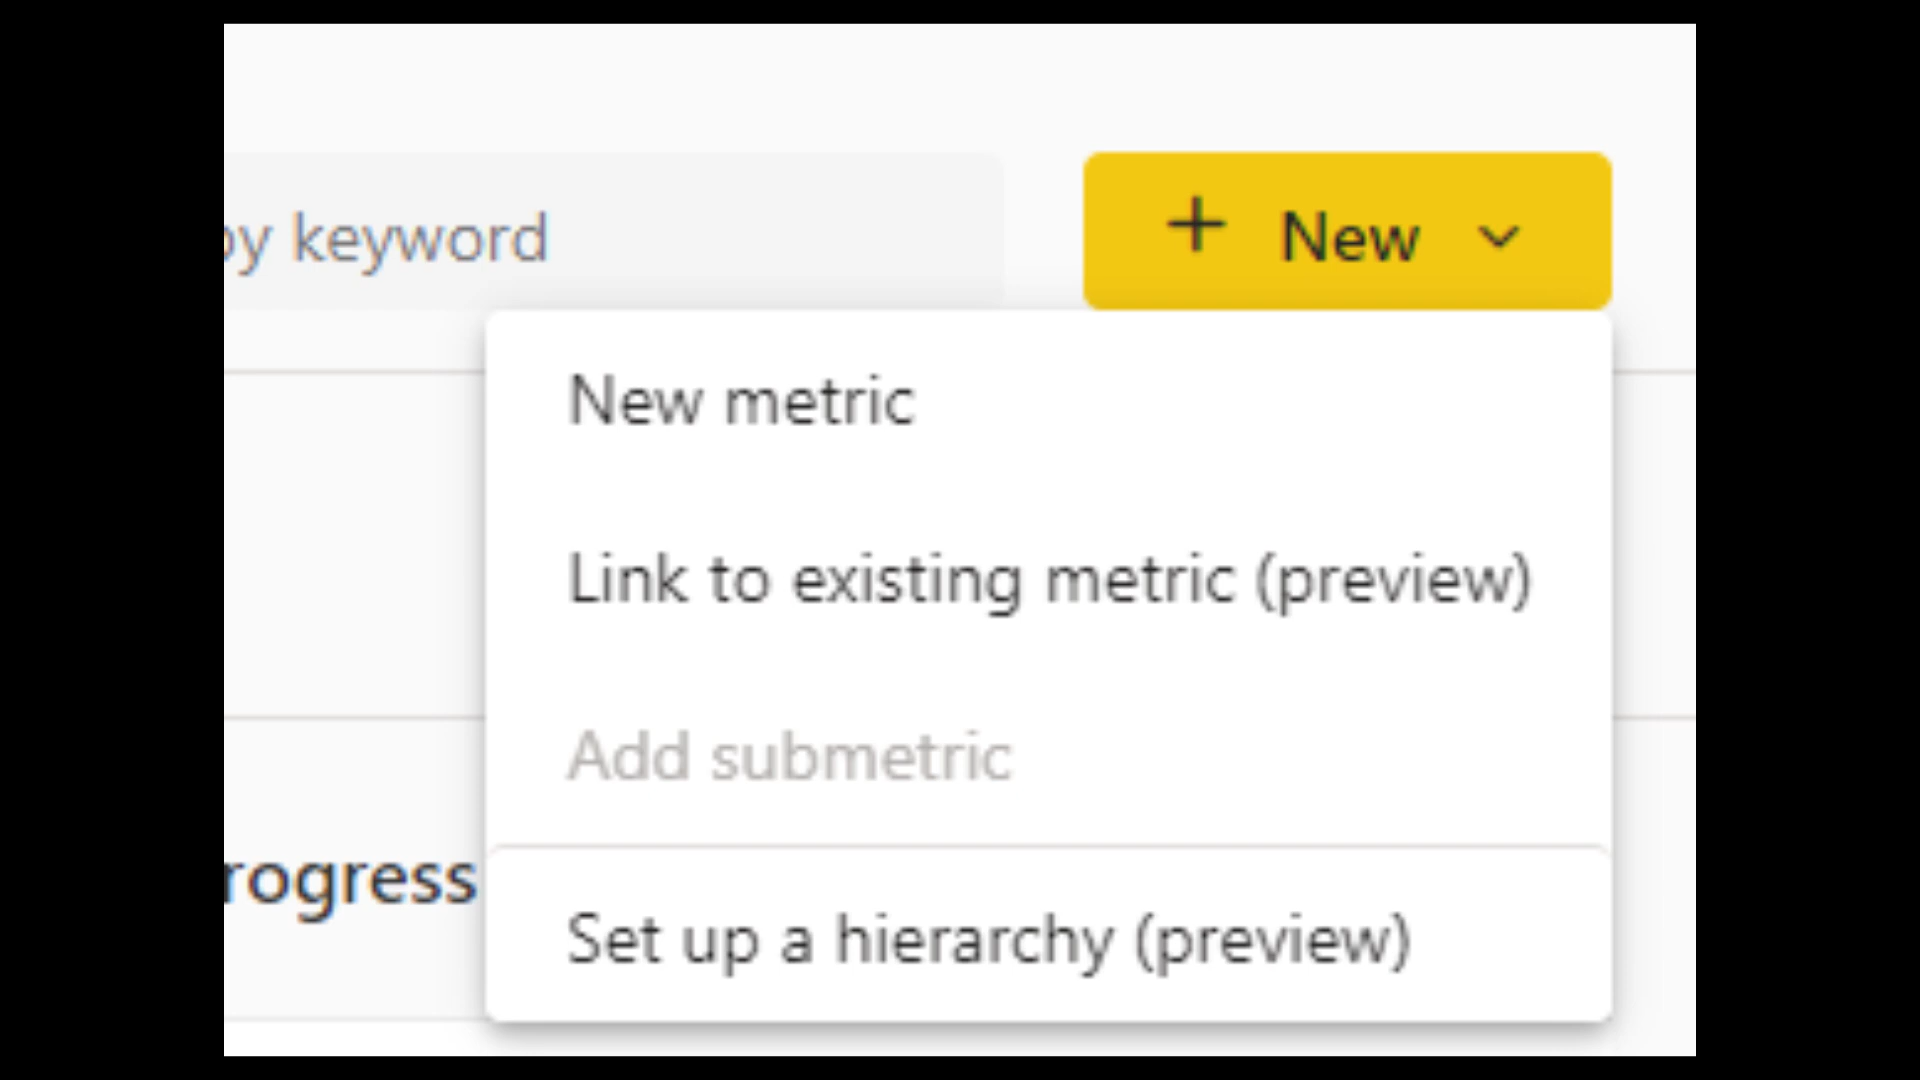 by keyword
+ New
New metric
Link to existing metric (preview)
Add submetric
rogress
Set up a hierarchy (preview)